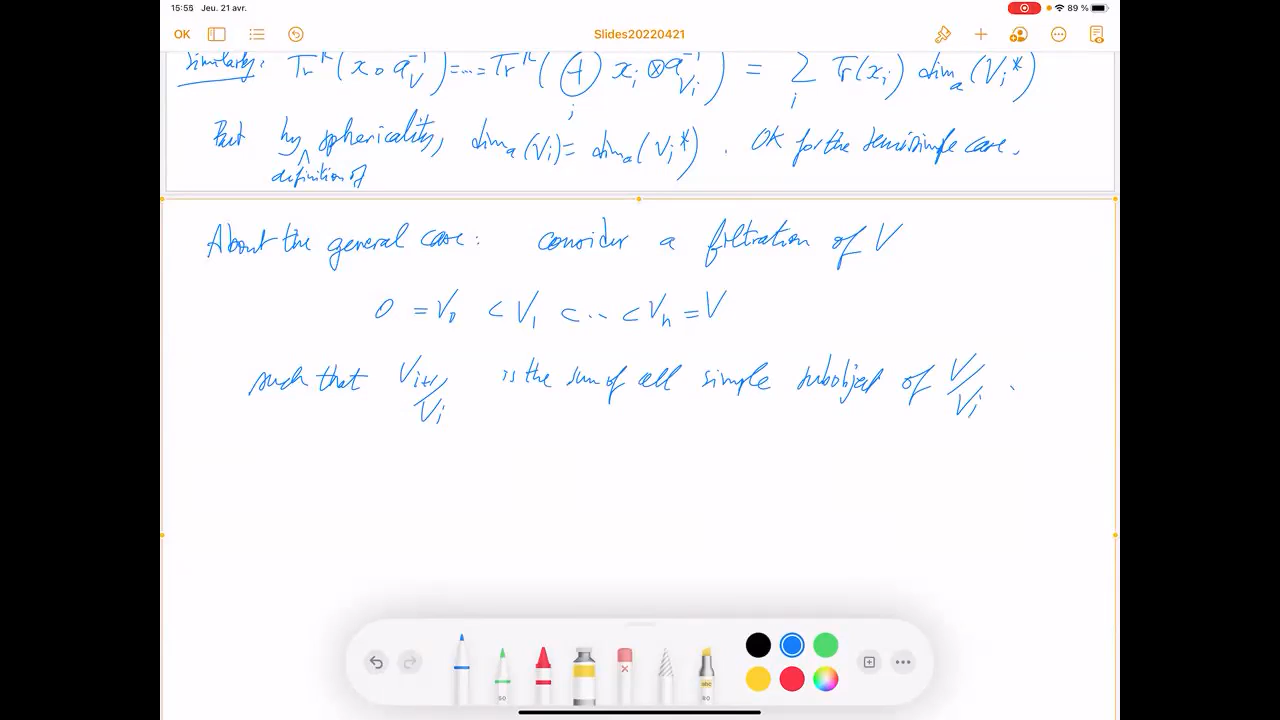 15:55 Jeu. 21 avr. 89 %
OK Slides20220421
Similarly: Tr^R (x∘a_V^{-1}) = ... = Tr^R (⊕_i x_i ⊗ a_{V_i}^{-1}) = ∑_i Tr(x_i) dim_a (V_i^*)
But by definition of sphericality, dim_a (V_i) = dim_a (V_i^*). OK for the semisimple case.
About the general case: consider a filtration of V
0 = V_0 ⊂ V_1 ⊂ ... ⊂ V_n = V
such that V_{i+1}/V_i is the sum of all simple subobject of V/V_i.
50
80